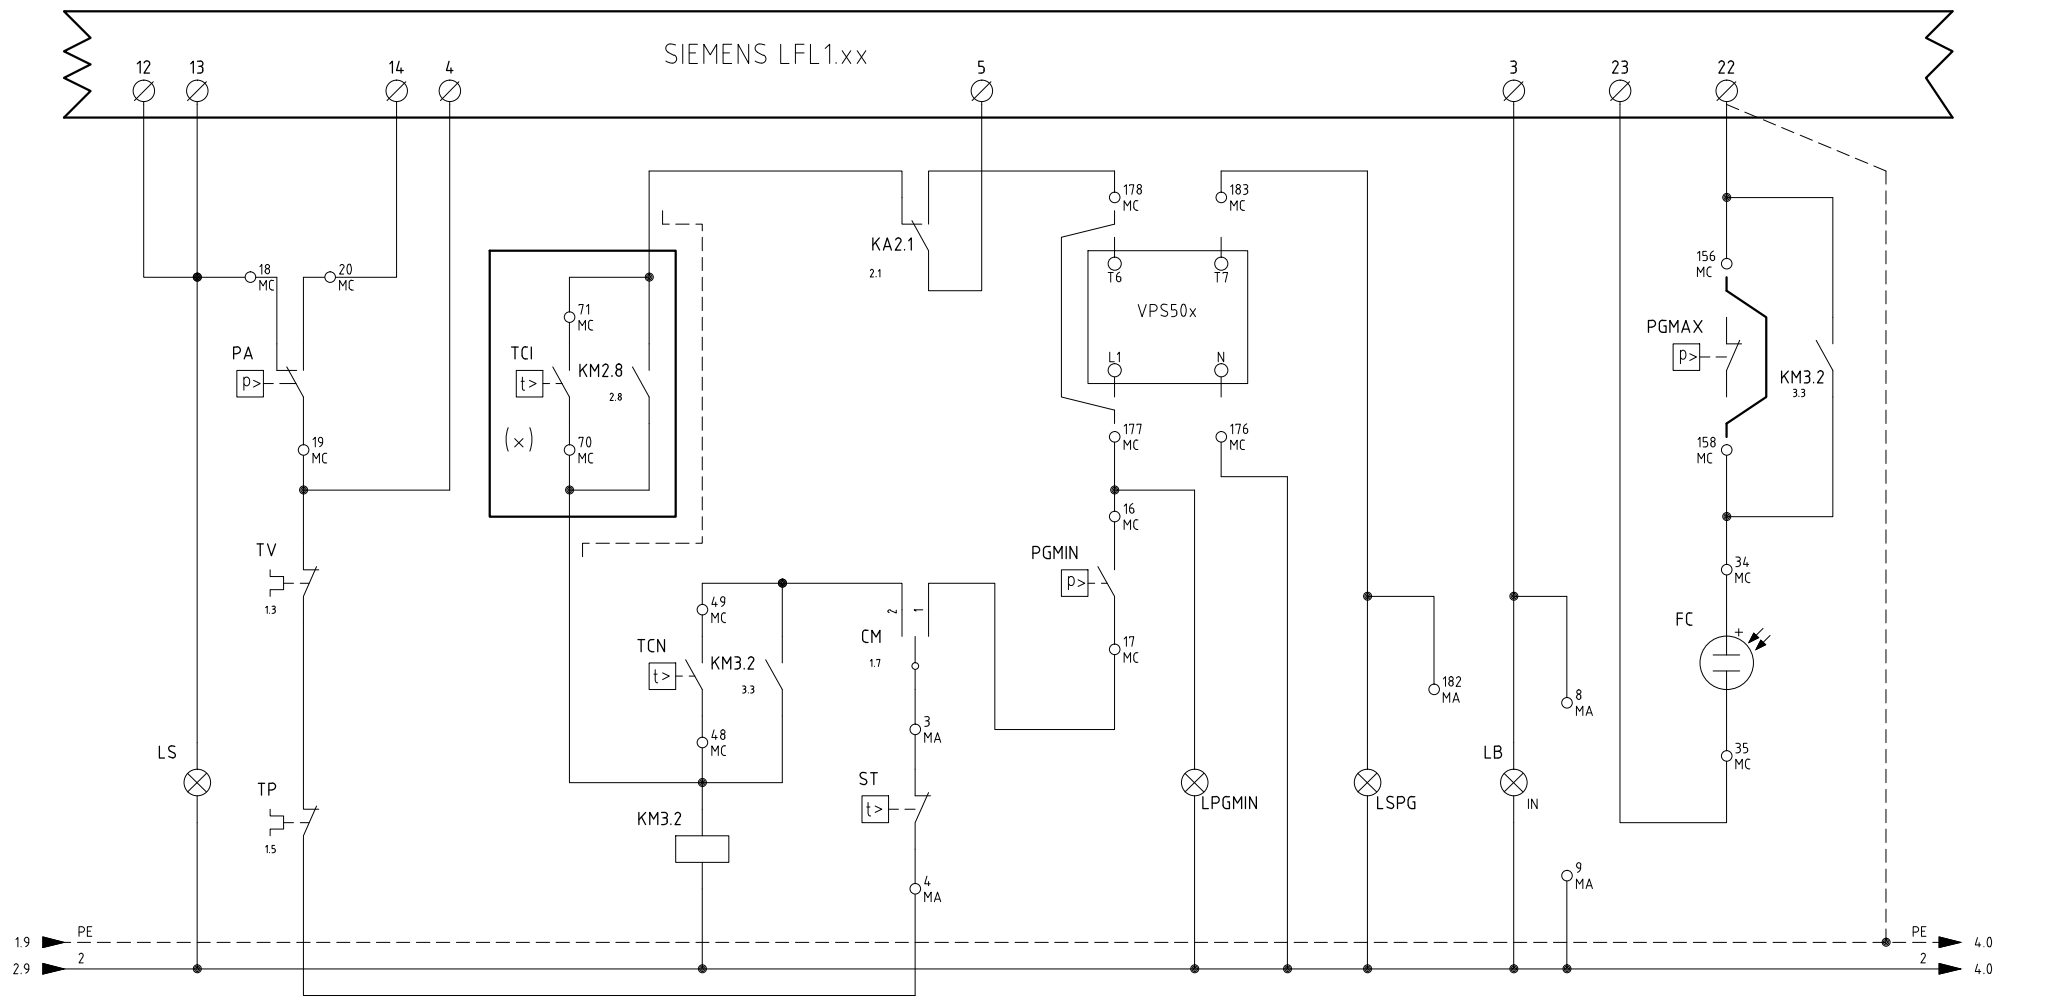 SIEMENS LFL1.xx
12 13 14 4 5 3 23 22
178
MC
183
MC
KA2.1
2.1
18
MC
20
MC
T6 T7
VPS50x
L1 N
156
MC
71
MC
PGMAX
p>
KM3.2
3.3
PA
p>
TCI
t>
KM2.8
2.8
(x)
70
MC
19
MC
177
MC
176
MC
158
MC
16
MC
TV
1.3
PGMIN
p>
34
MC
49
MC
2 1
CM
1.7
FC
+
TCN
t>
KM3.2
3.3
17
MC
182
MA
8
MA
48
MC
3
MA
35
MC
LS
LB
IN
ST
t>
LPGMIN
LSPG
TP
1.5
KM3.2
4
MA
9
MA
1.9 PE PE 4.0
2.9 2 2 4.0